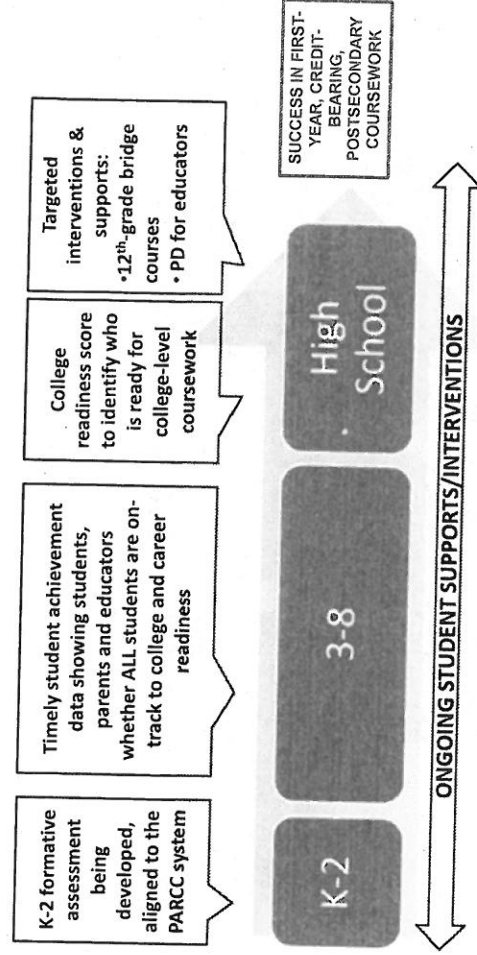 K-2 formative
assessment
being
developed,
aligned to the
PARCC system
Timely student achievement
data showing students,
parents and educators
whether ALL students are on-
track to college and career
readiness
College
readiness score
to identify who
is ready for
college-level
coursework
Targeted
interventions &
supports:
•12th-grade bridge
courses
• PD for educators
K-2
3-8
High
School
SUCCESS IN FIRST-
YEAR, CREDIT-
BEARING,
POSTSECONDARY
COURSEWORK
ONGOING STUDENT SUPPORTS/INTERVENTIONS